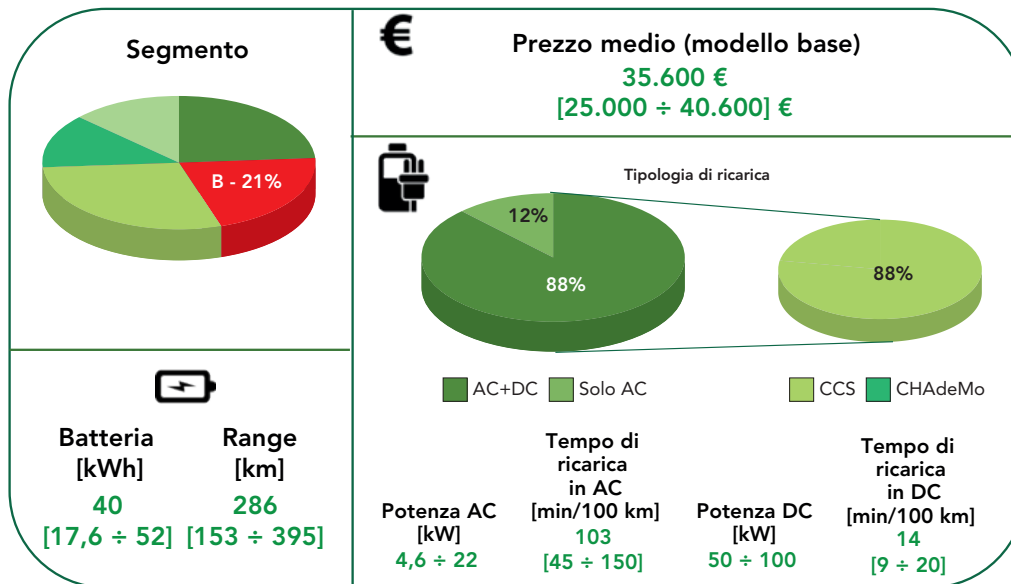 Segmento
B - 21%
€
Prezzo medio (modello base)
35.600 €
[25.000 ÷ 40.600] €
Tipologia di ricarica
12%
88%
88%
AC+DC
Solo AC
CCS
CHAdeMo
Batteria
[kWh]
40
[17,6 ÷ 52]
Range
[km]
286
[153 ÷ 395]
Potenza AC
[kW]
4,6 ÷ 22
Tempo di
ricarica
in AC
[min/100 km]
103
[45 ÷ 150]
Potenza DC
[kW]
50 ÷ 100
Tempo di
ricarica
in DC
[min/100 km]
14
[9 ÷ 20]